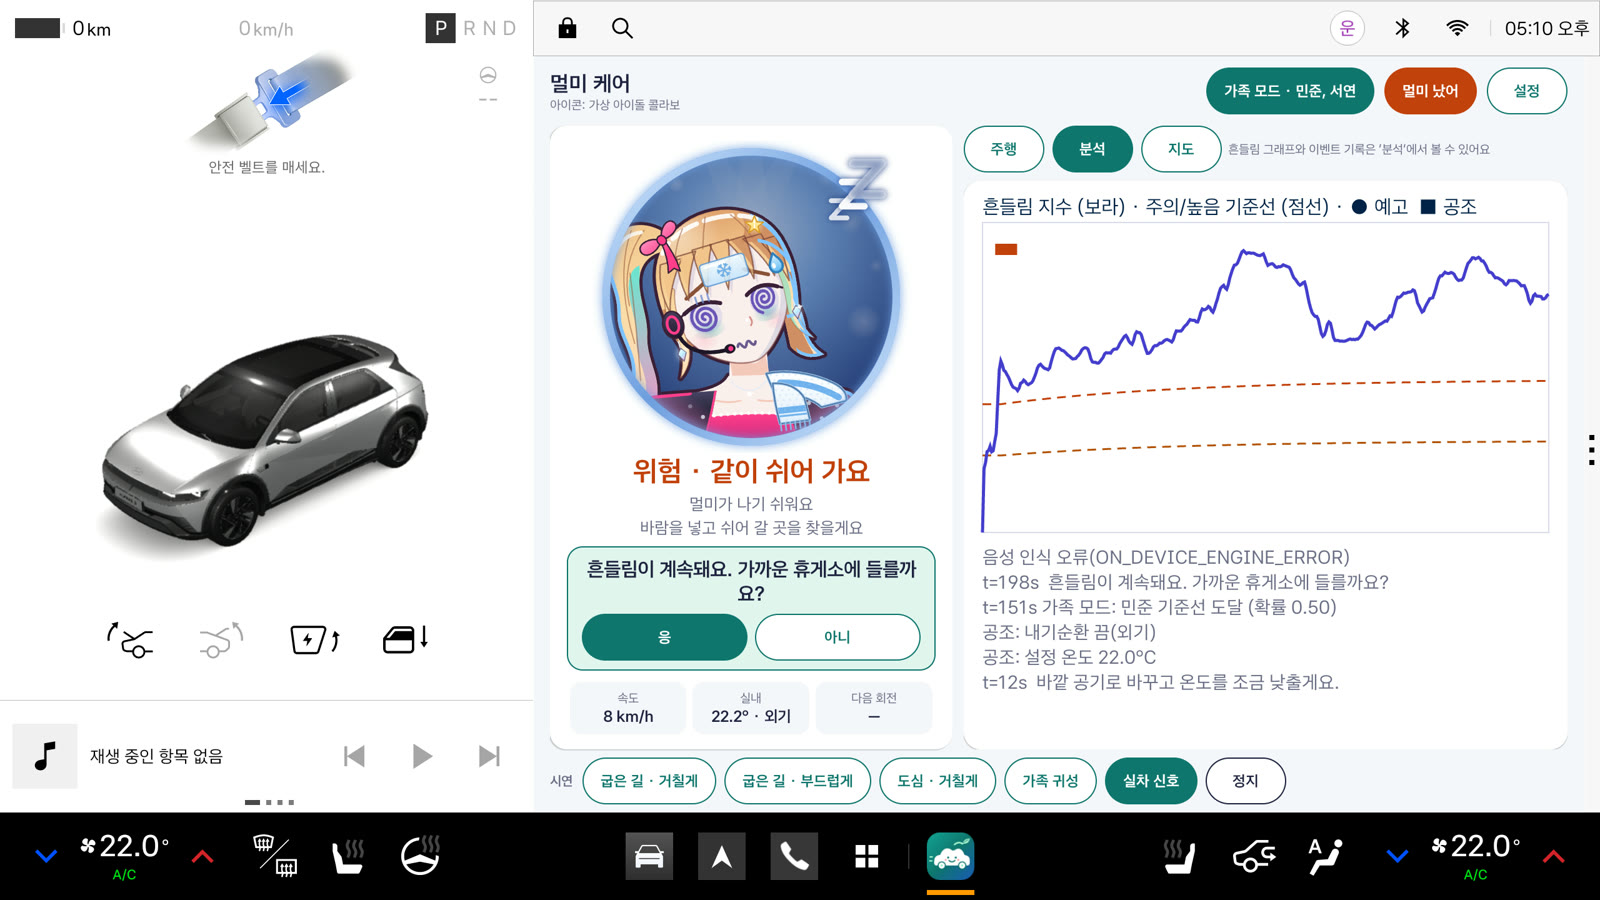 0 km
0 km/h
P R N D
--
안전 벨트를 매세요.
재생 중인 항목 없음
운
05:10 오후
멀미 케어
아이콘: 가상 아이돌 콜라보
가족 모드 · 민준, 서연
멀미 났어
설정
주행
분석
지도
흔들림 그래프와 이벤트 기록은 '분석'에서 볼 수 있어요
위험 · 같이 쉬어 가요
멀미가 나기 쉬워요
바람을 넣고 쉬어 갈 곳을 찾을게요
흔들림이 계속돼요. 가까운 휴게소에 들를까
요?
응
아니
속도
8 km/h
실내
22.2° · 외기
다음 회전
—
흔들림 지수 (보라) · 주의/높음 기준선 (점선) · ● 예고 ■ 공조
음성 인식 오류(ON_DEVICE_ENGINE_ERROR)
t=198s 흔들림이 계속돼요. 가까운 휴게소에 들를까요?
t=151s 가족 모드: 민준 기준선 도달 (확률 0.50)
공조: 내기순환 끔(외기)
공조: 설정 온도 22.0°C
t=12s 바깥 공기로 바꾸고 온도를 조금 낮출게요.
시연
굽은 길 · 거칠게
굽은 길 · 부드럽게
도심 · 거칠게
가족 귀성
실차 신호
정지
22.0°
A/C
A
22.0°
A/C